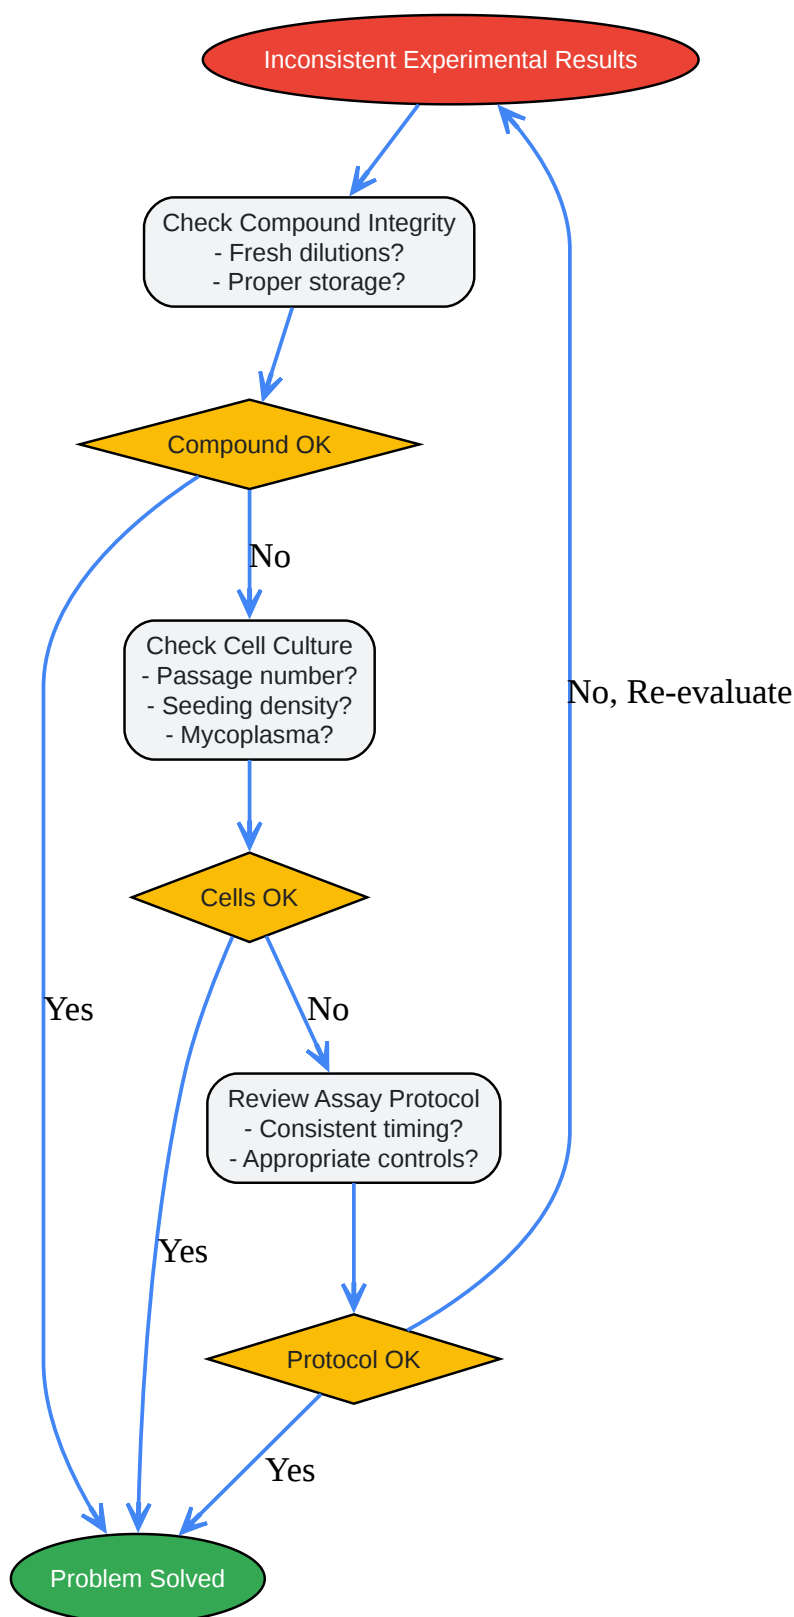 Inconsistent Experimental Results
Check Compound Integrity
- Fresh dilutions?
- Proper storage?
Compound OK
No
Check Cell Culture
- Passage number?
- Seeding density?
- Mycoplasma?
No, Re-evaluate
Cells OK
Yes
No
Review Assay Protocol
- Consistent timing?
- Appropriate controls?
Yes
Protocol OK
Yes
Problem Solved